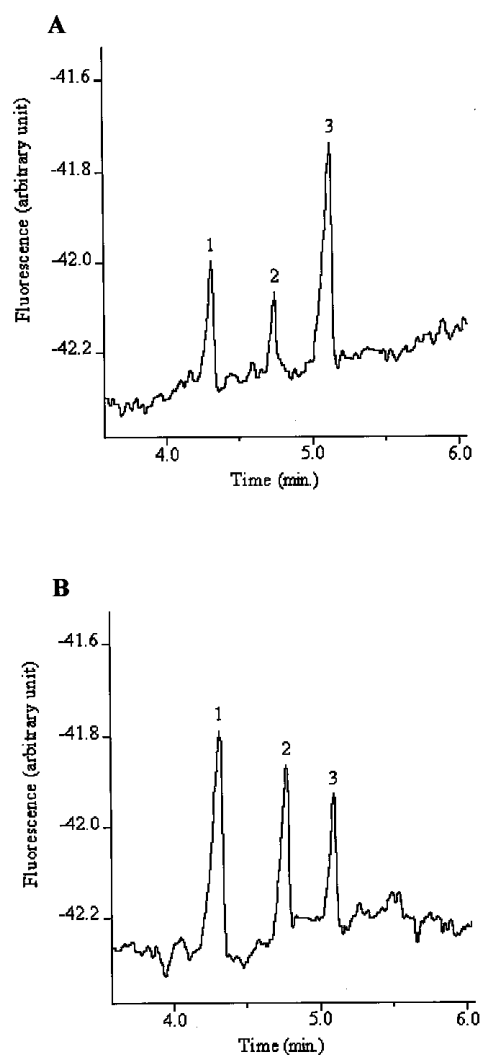 A
Fluorescence (arbitrary unit)
-41.6
-41.8
-42.0
-42.2
1
2
3
4.0 5.0 6.0
Time (min.)
B
Fluorescence (arbitrary unit)
-41.6
-41.8
-42.0
-42.2
1
2
3
4.0 5.0 6.0
Time (min.)